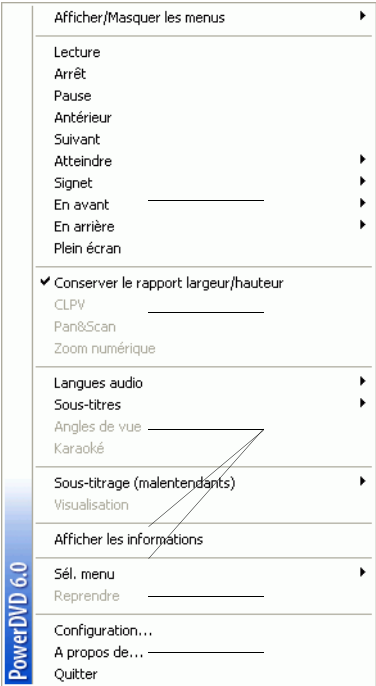 Afficher/Masquer les menus
Lecture
Arrêt
Pause
Antérieur
Suivant
Atteindre
Signet
En avant
En arrière
Plein écran
Conserver le rapport largeur/hauteur
CLPV
Pan&Scan
Zoom numérique
Langues audio
Sous-titres
Angles de vue
Karaoké
Sous-titrage (malentendants)
Visualisation
Afficher les informations
Sél. menu
Reprendre
Configuration...
A propos de...
Quitter
PowerDVD 6.0